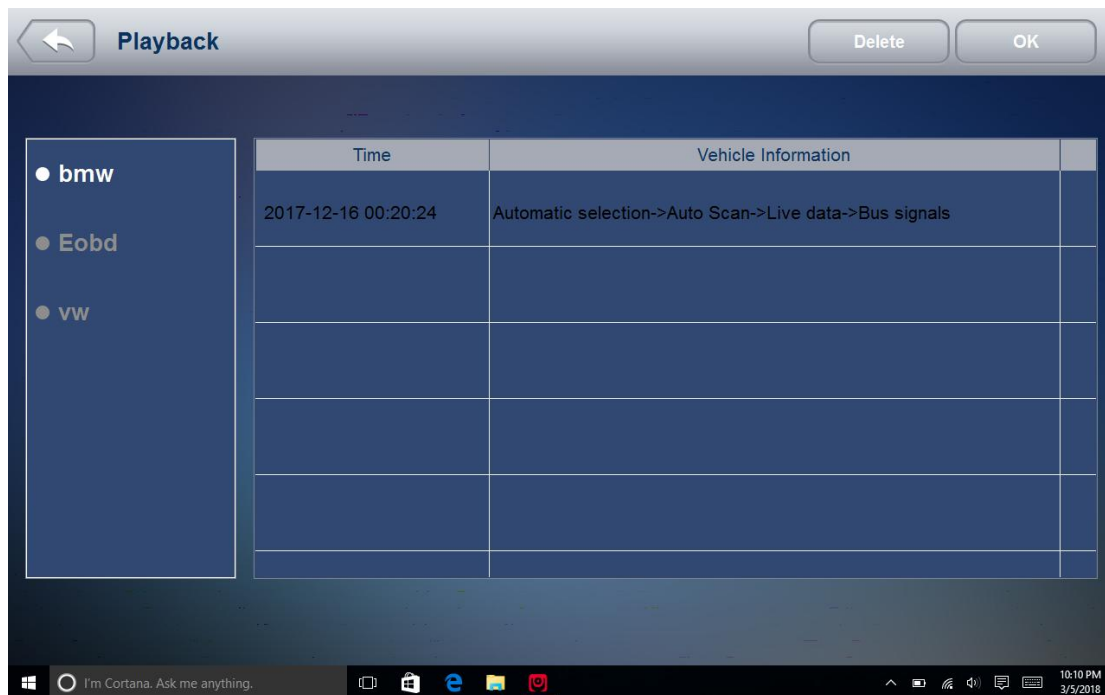 Playback
Delete
OK
bmw
Eobd
vw
Time
Vehicle Information
2017-12-16 00:20:24
Automatic selection->Auto Scan->Live data->Bus signals
I'm Cortana. Ask me anything.
10:10 PM
3/5/2018